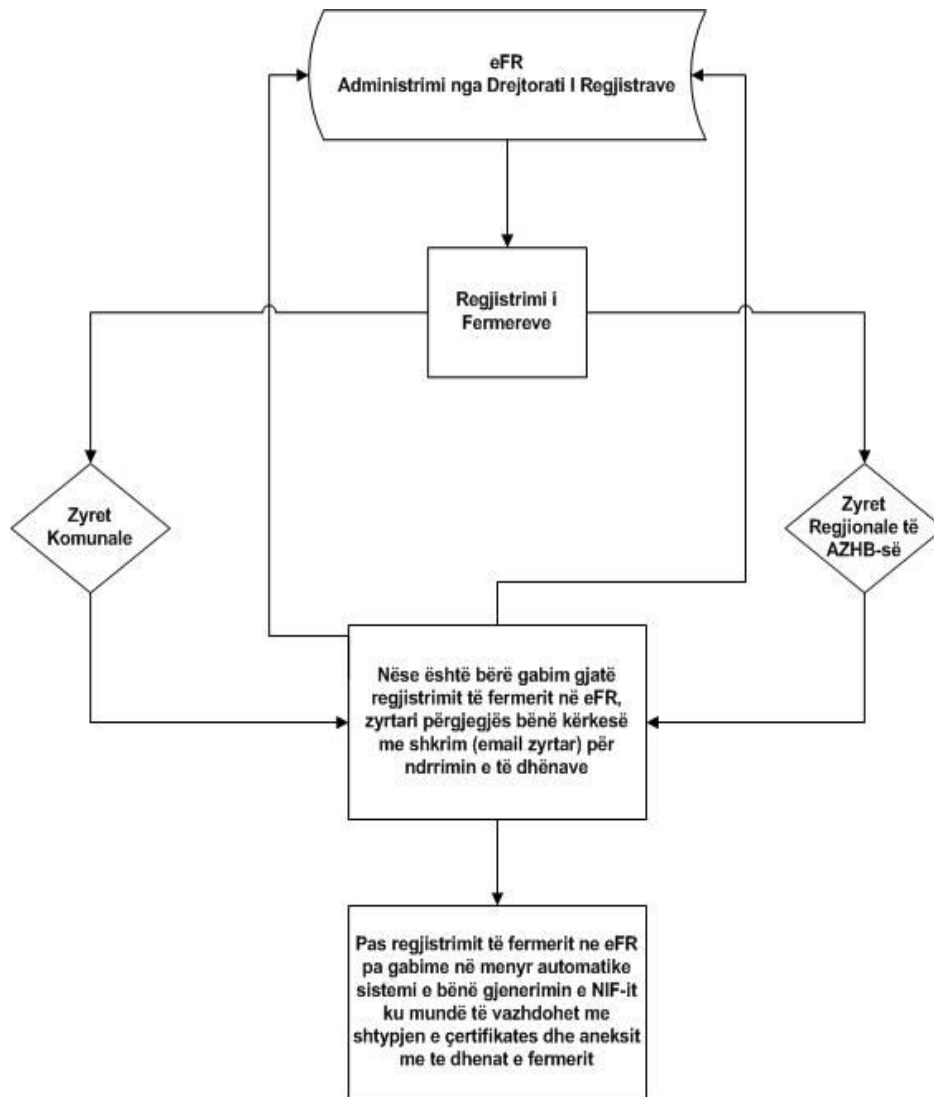 eFR
Administrimi nga Drejtorati I Regjistrave
Regjistrimi i
Fermereve
Zyret
Komunale
Zyret
Regjionale të
AZHB-së
Nëse është bërë gabim gjatë
regjistrimit të fermerit në eFR,
zyrtari përgjegjës bënë kërkesë
me shkrim (email zyrtar) për
ndrrimin e të dhënave
Pas regjistrimit të fermerit ne eFR
pa gabime në menyr automatike
sistemi e bënë gjenerimin e NIF-it
ku mundë të vazhdohet me
shtypjen e çertifikates dhe aneksit
me te dhenat e fermerit